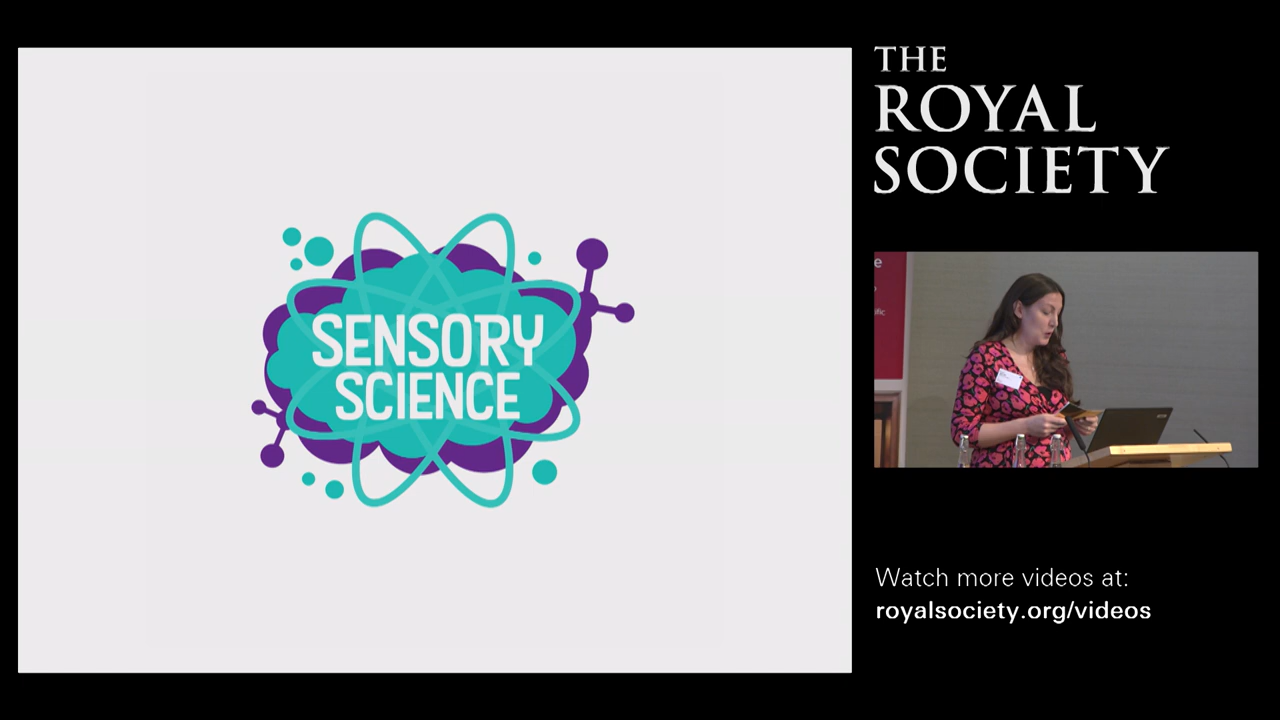 SENSORY
SCIENCE
THE
ROYAL
SOCIETY
Watch more videos at:
royalsociety.org/videos